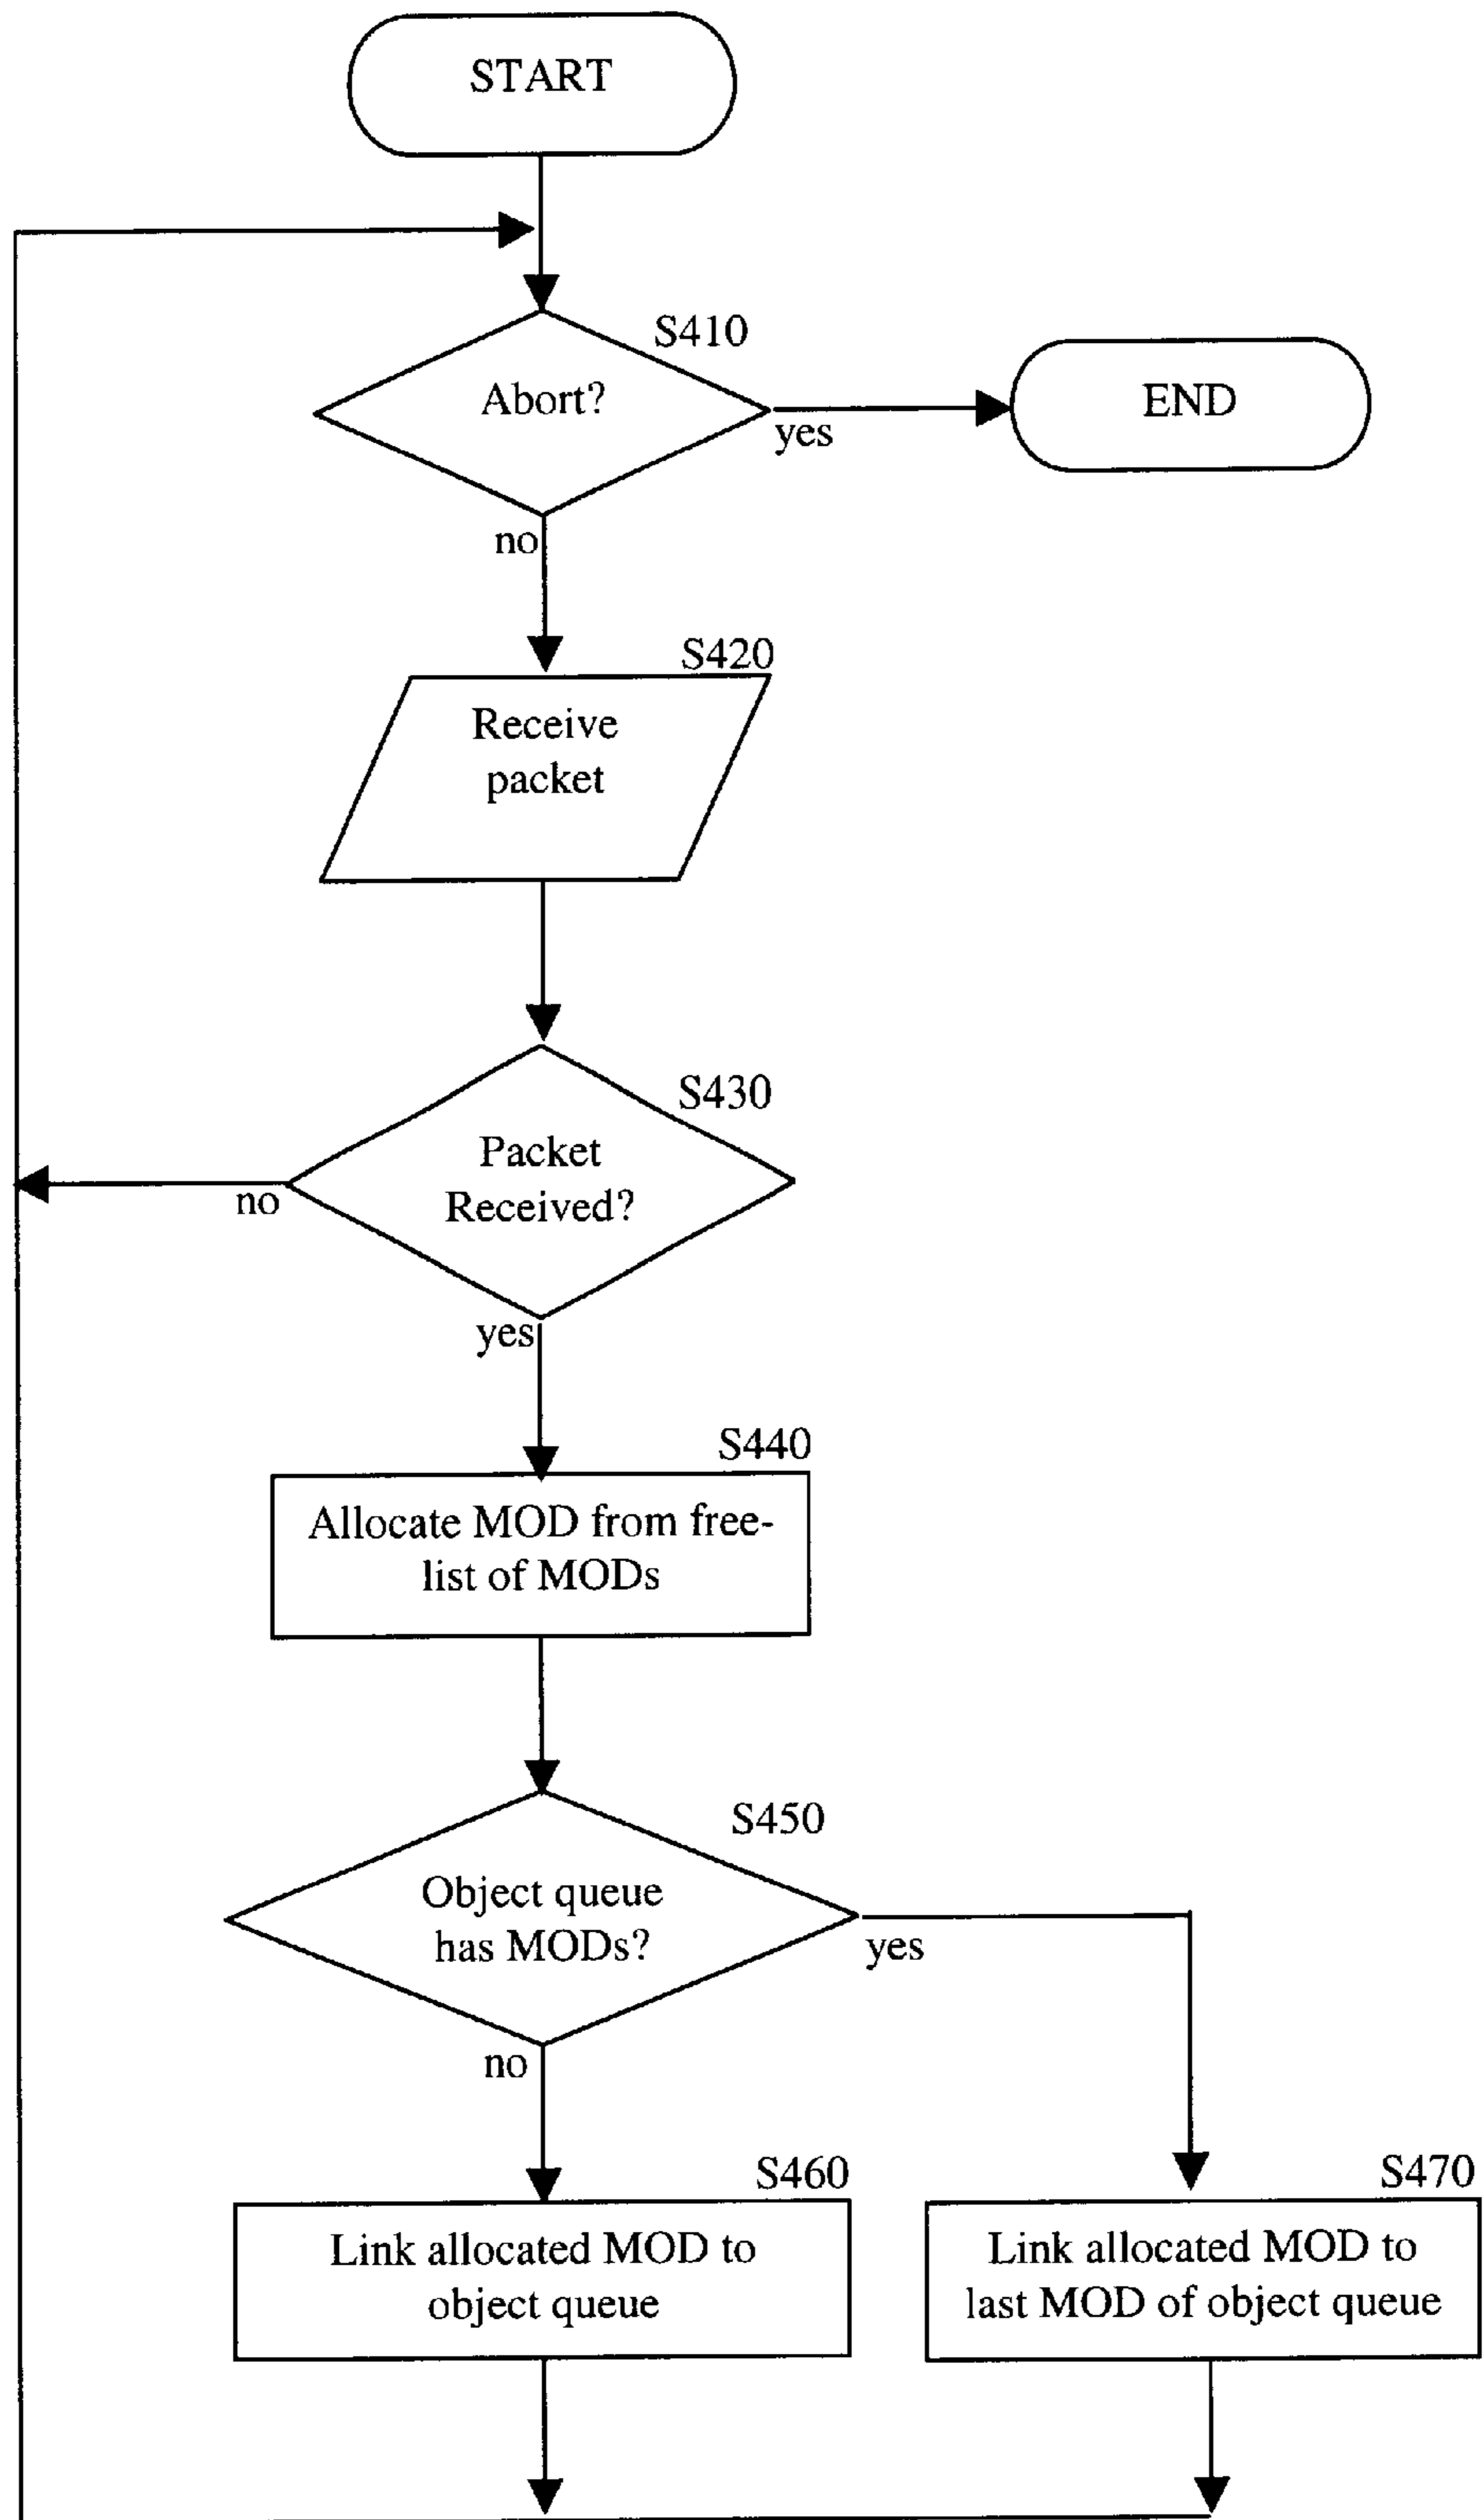 START
S410
Abort?
END
yes
no
S420
Receive
packet
S430
Packet
Received?
no
yes
S440
Allocate MOD from free-
list of MODs
S450
Object queue
has MODs?
yes
no
S460
S470
Link allocated MOD to
object queue
Link allocated MOD to
last MOD of object queue